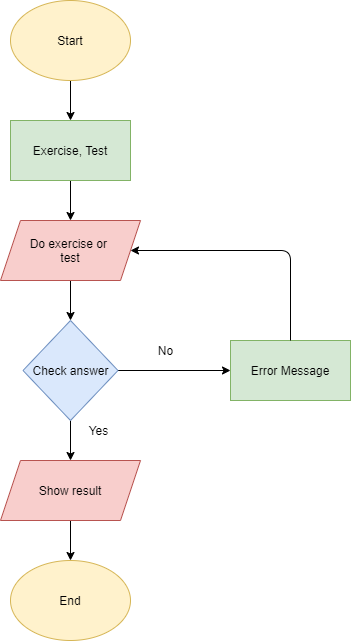 Start
Exercise, Test
Do exercise or
test
Check answer
No
Error Message
Yes
Show result
End